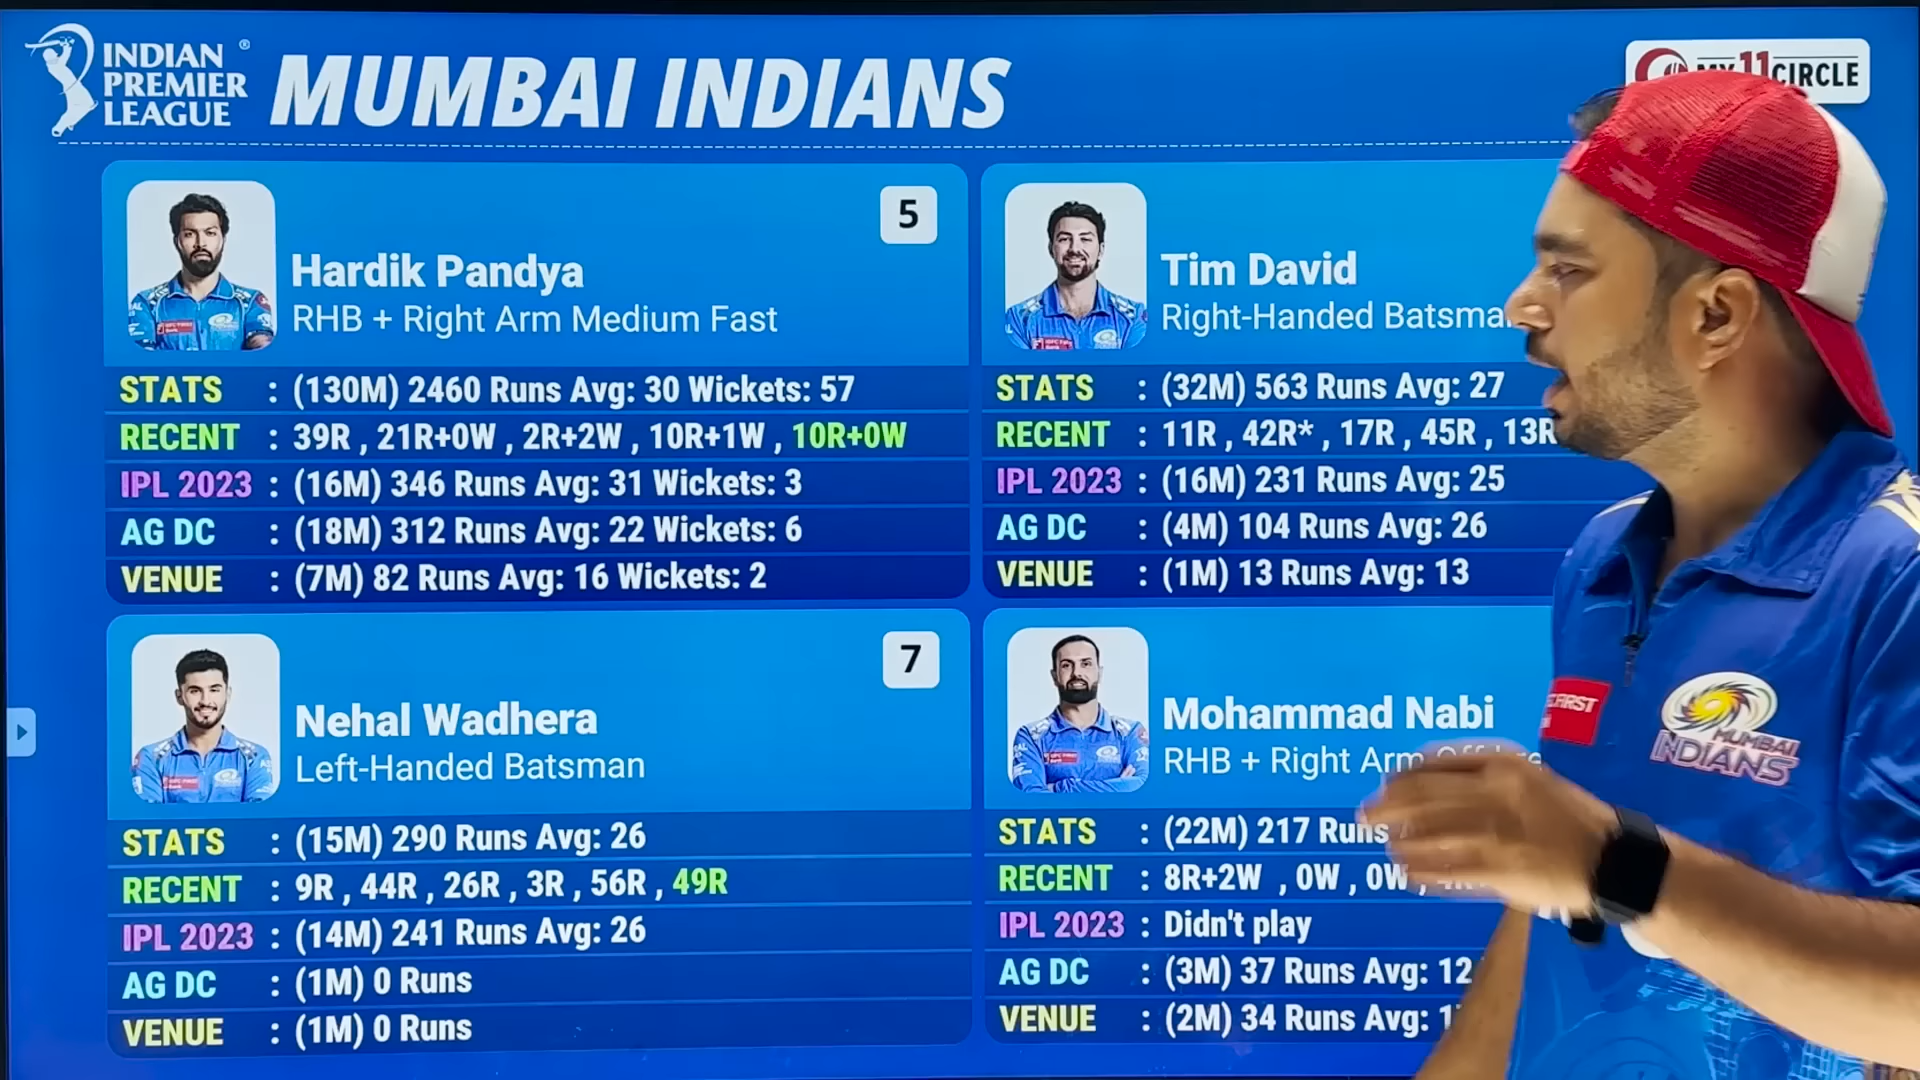 INDIAN
PREMIER
LEAGUE
®
MUMBAI INDIANS
MY11CIRCLE
5
Hardik Pandya
RHB + Right Arm Medium Fast
STATS : (130M) 2460 Runs Avg: 30 Wickets: 57
RECENT : 39R , 21R+0W , 2R+2W , 10R+1W , 10R+0W
IPL 2023 : (16M) 346 Runs Avg: 31 Wickets: 3
AG DC : (18M) 312 Runs Avg: 22 Wickets: 6
VENUE : (7M) 82 Runs Avg: 16 Wickets: 2
Tim David
Right-Handed
STATS : (32M) 563 Runs Avg: 27
RECENT : 11R , 42R* , 17R , 45R , 13R
IPL 2023 : (16M) 231 Runs Avg: 25
AG DC : (4M) 104 Runs Avg: 26
VENUE : (1M) 13 Runs Avg: 13
7
Nehal Wadhera
Left-Handed Batsman
STATS : (15M) 290 Runs Avg: 26
RECENT : 9R , 44R , 26R , 3R , 56R , 49R
IPL 2023 : (14M) 241 Runs Avg: 26
AG DC : (1M) 0 Runs
VENUE : (1M) 0 Runs
Mohammad Nabi
RHB + Right Arm
STATS : (22M) 217 Runs
RECENT : 8R+2W , 0W , 0W ,
IPL 2023 : Didn't play
AG DC : (3M) 37 Runs Avg: 12
VENUE : (2M) 34 Runs Avg:
FIRST
MUMBAI
INDIANS